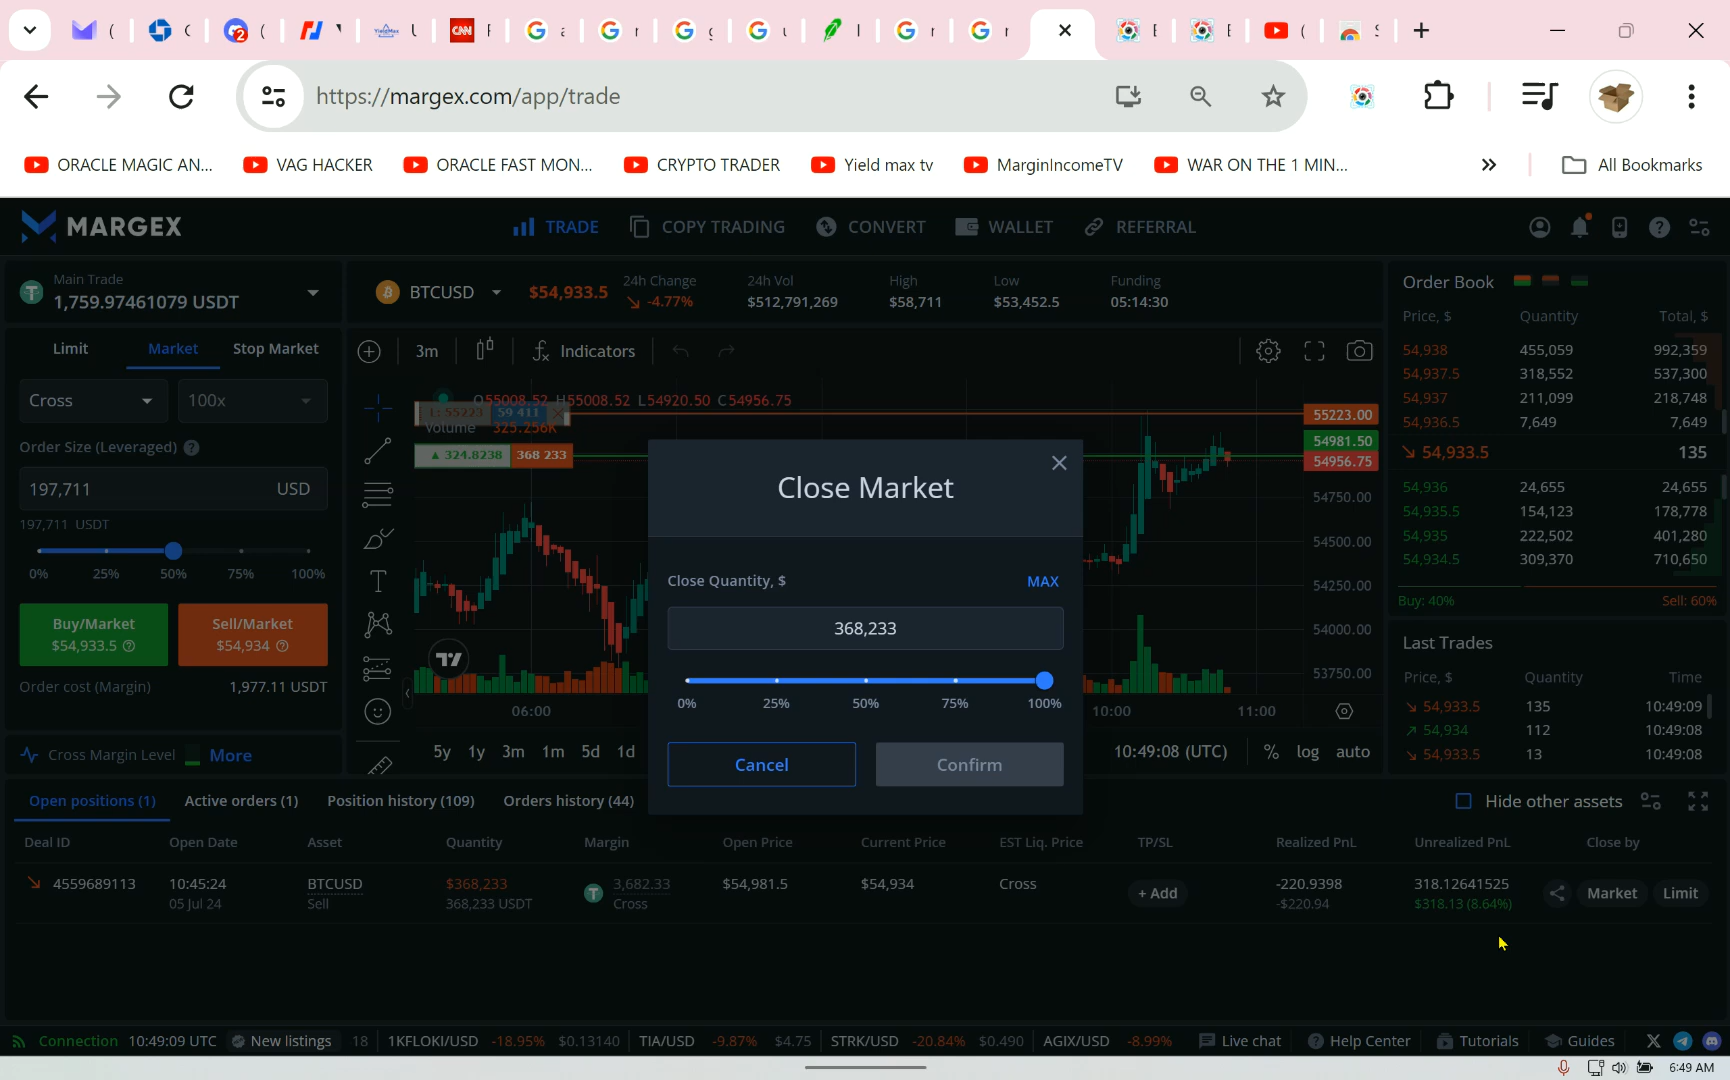 https://margex.com/app/trade
ORACLE MAGIC AN...
VAG HACKER
ORACLE FAST MON...
CRYPTO TRADER
Yield max tv
MarginIncomeTV
WAR ON THE 1 MIN...
All Bookmarks
MARGEX
TRADE
COPY TRADING
CONVERT
WALLET
REFERRAL
Main Trade
1,759.97461079 USDT
BTCUSD
$54,933.5
24h Change
-4.77%
24h Vol
$512,791,269
High
$58,711
Low
$53,452.5
Funding
05:14:30
Limit
Market
Stop Market
Cross
100x
Order Size (Leveraged)
197,711
USD
197,711 USDT
0%
25%
50%
75%
100%
Buy/Market
$54,933.5
Sell/Market
$54,934
Order cost (Margin)
1,977.11 USDT
Cross Margin Level
More
3m
Indicators
O55008.52 H55008.52 L54920.50 C54956.75
L: 55223
59 411
Volume 325.256K
324.8238
368 233
55223.00
54981.50
54956.75
54750.00
54500.00
54250.00
54000.00
53750.00
06:00
10:00
11:00
5y
1y
3m
1m
5d
1d
10:49:08 (UTC)
%
log
auto
Close Market
Close Quantity, $
MAX
368,233
0%
25%
50%
75%
100%
Cancel
Confirm
Order Book
Price, $
Quantity
Total, $
54,938 455,059 992,359
54,937.5 318,552 537,300
54,937 211,099 218,748
54,936.5 7,649 7,649
54,933.5 135
54,936 24,655 24,655
54,935.5 154,123 178,778
54,935 222,502 401,280
54,934.5 309,370 710,650
Buy: 40%
Sell: 60%
Last Trades
Price, $
Quantity
Time
54,933.5 135 10:49:09
54,934 112 10:49:08
54,933.5 13 10:49:08
Open positions (1)
Active orders (1)
Position history (109)
Orders history (44)
Hide other assets
Deal ID
Open Date
Asset
Quantity
Margin
Open Price
Current Price
EST Liq. Price
TP/SL
Realized PnL
Unrealized PnL
Close by
4559689113
10:45:24
05 Jul 24
BTCUSD
Sell
$368,233
368,233 USDT
3,682.33
Cross
$54,981.5
$54,934
Cross
+ Add
-220.9398
-$220.94
318.12641525
$318.13 (8.64%)
Market
Limit
Connection
10:49:09 UTC
New listings
18
1KFLOKI/USD -18.95% $0.13140
TIA/USD -9.87% $4.75
STRK/USD -20.84% $0.490
AGIX/USD -8.99%
Live chat
Help Center
Tutorials
Guides
6:49 AM